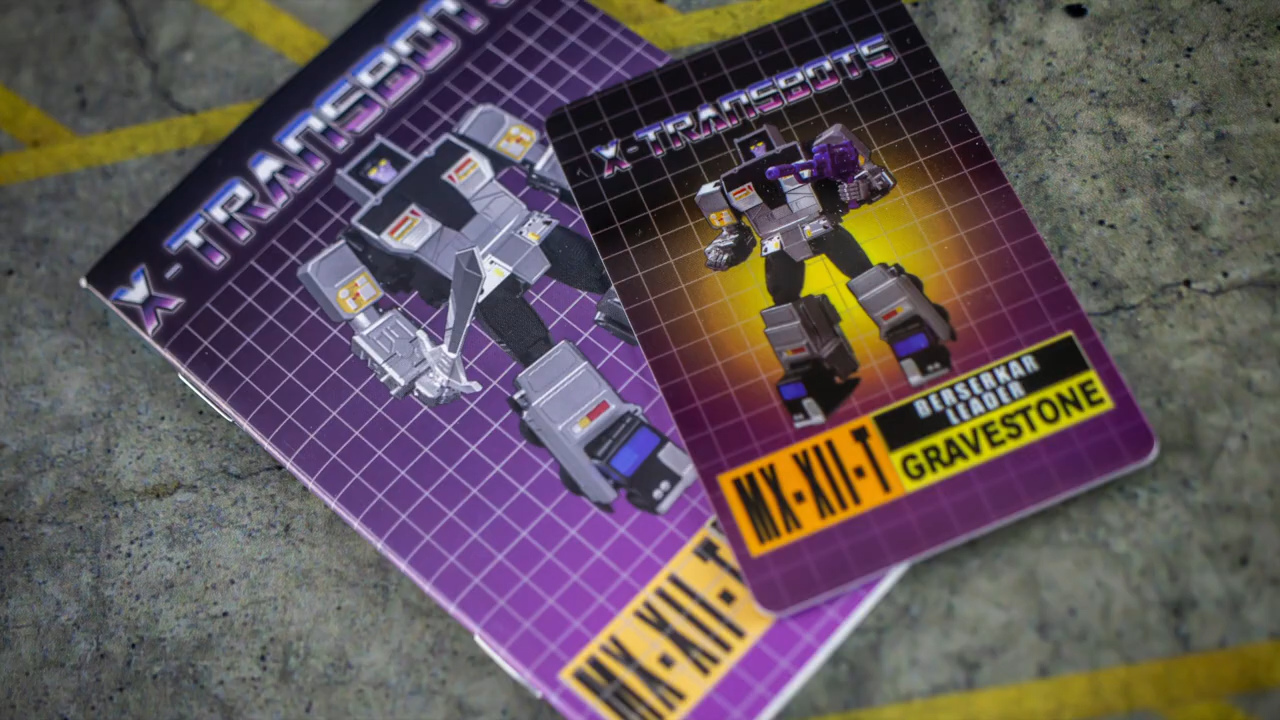 X-TRANSBOTS
MX-XII-T
X-TRANSBOTS
BERSERKAR
LEADER
MX-XII-T
GRAVESTONE